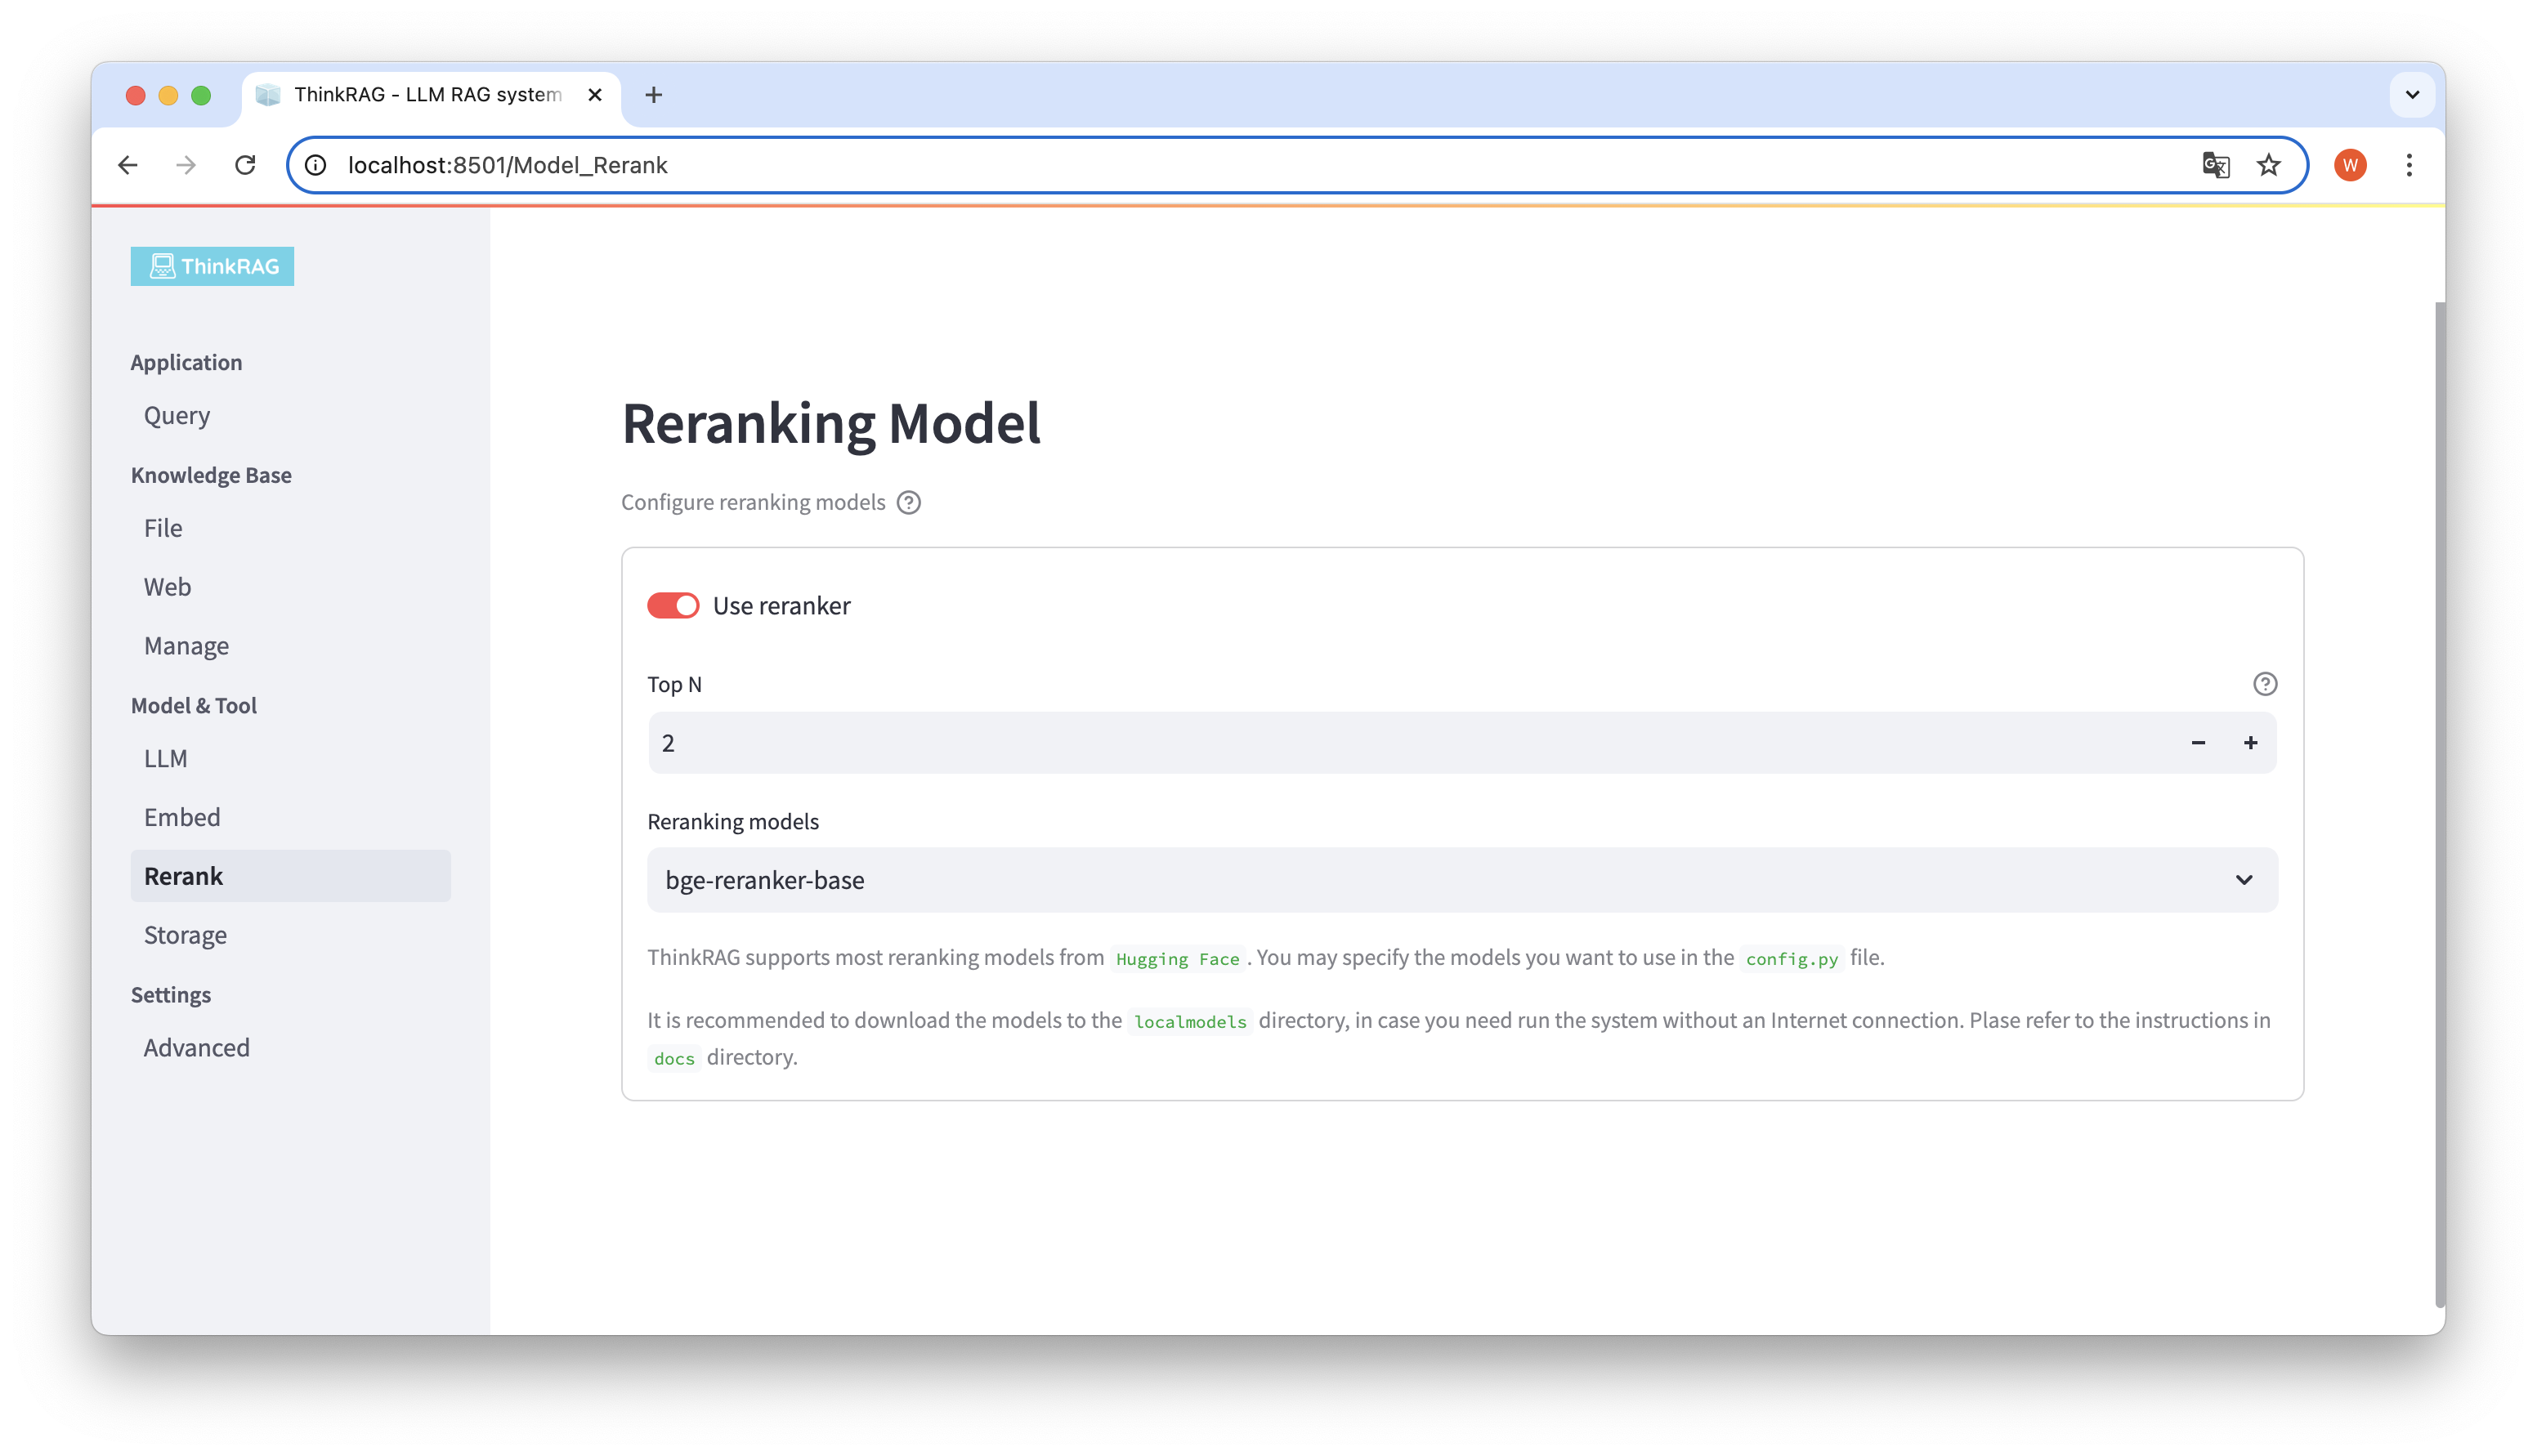 ThinkRAG - LLM RAG system
localhost:8501/Model_Rerank
W
ThinkRAG
Application
Query
Knowledge Base
File
Web
Manage
Model & Tool
LLM
Embed
Rerank
Storage
Settings
Advanced
Reranking Model
Configure reranking models
Use reranker
Top N
2
Reranking models
bge-reranker-base
ThinkRAG supports most reranking models from Hugging Face. You may specify the models you want to use in the config.py file.
It is recommended to download the models to the localmodels directory, in case you need run the system without an Internet connection. Plase refer to the instructions in
docs directory.